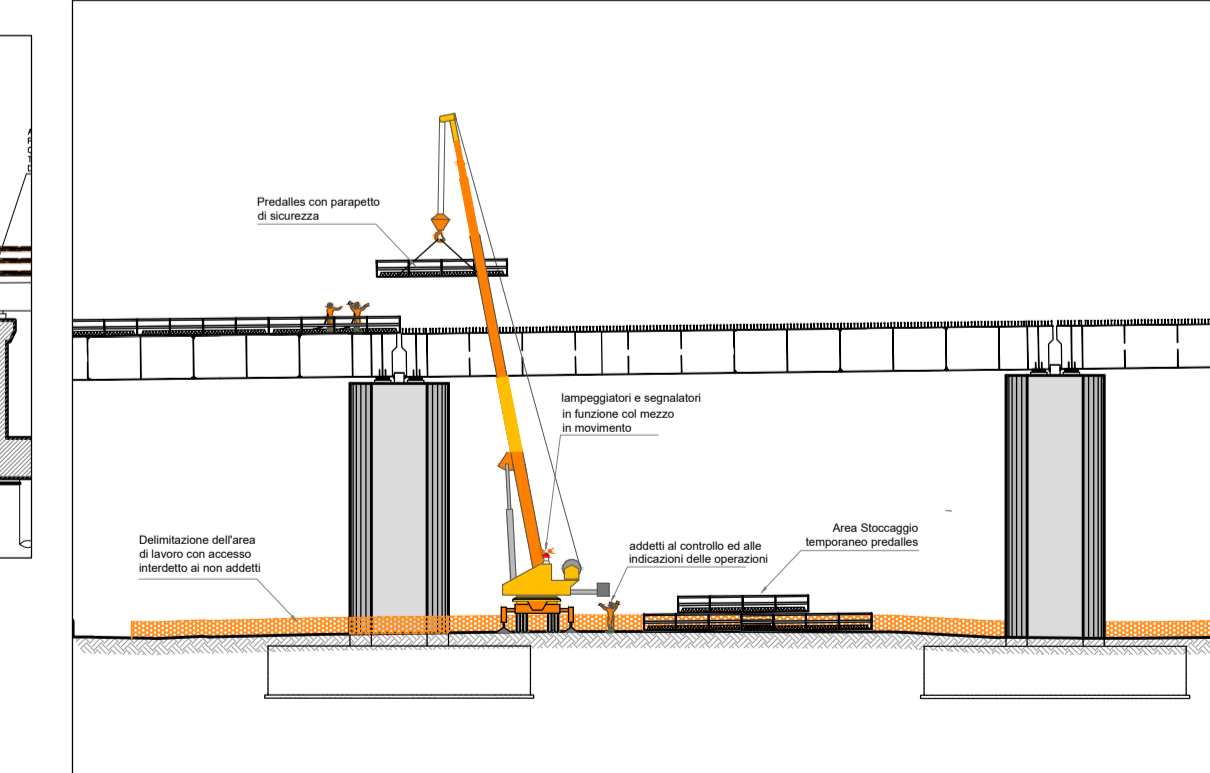 Predalles con parapetto
di sicurezza
lampeggiatori e segnalatori
in funzione col mezzo
in movimento
Delimitazione dell'area
di lavoro con accesso
interdetto ai non addetti
addetti al controllo ed alle
indicazioni delle operazioni
Area Stoccaggio
temporaneo predalles